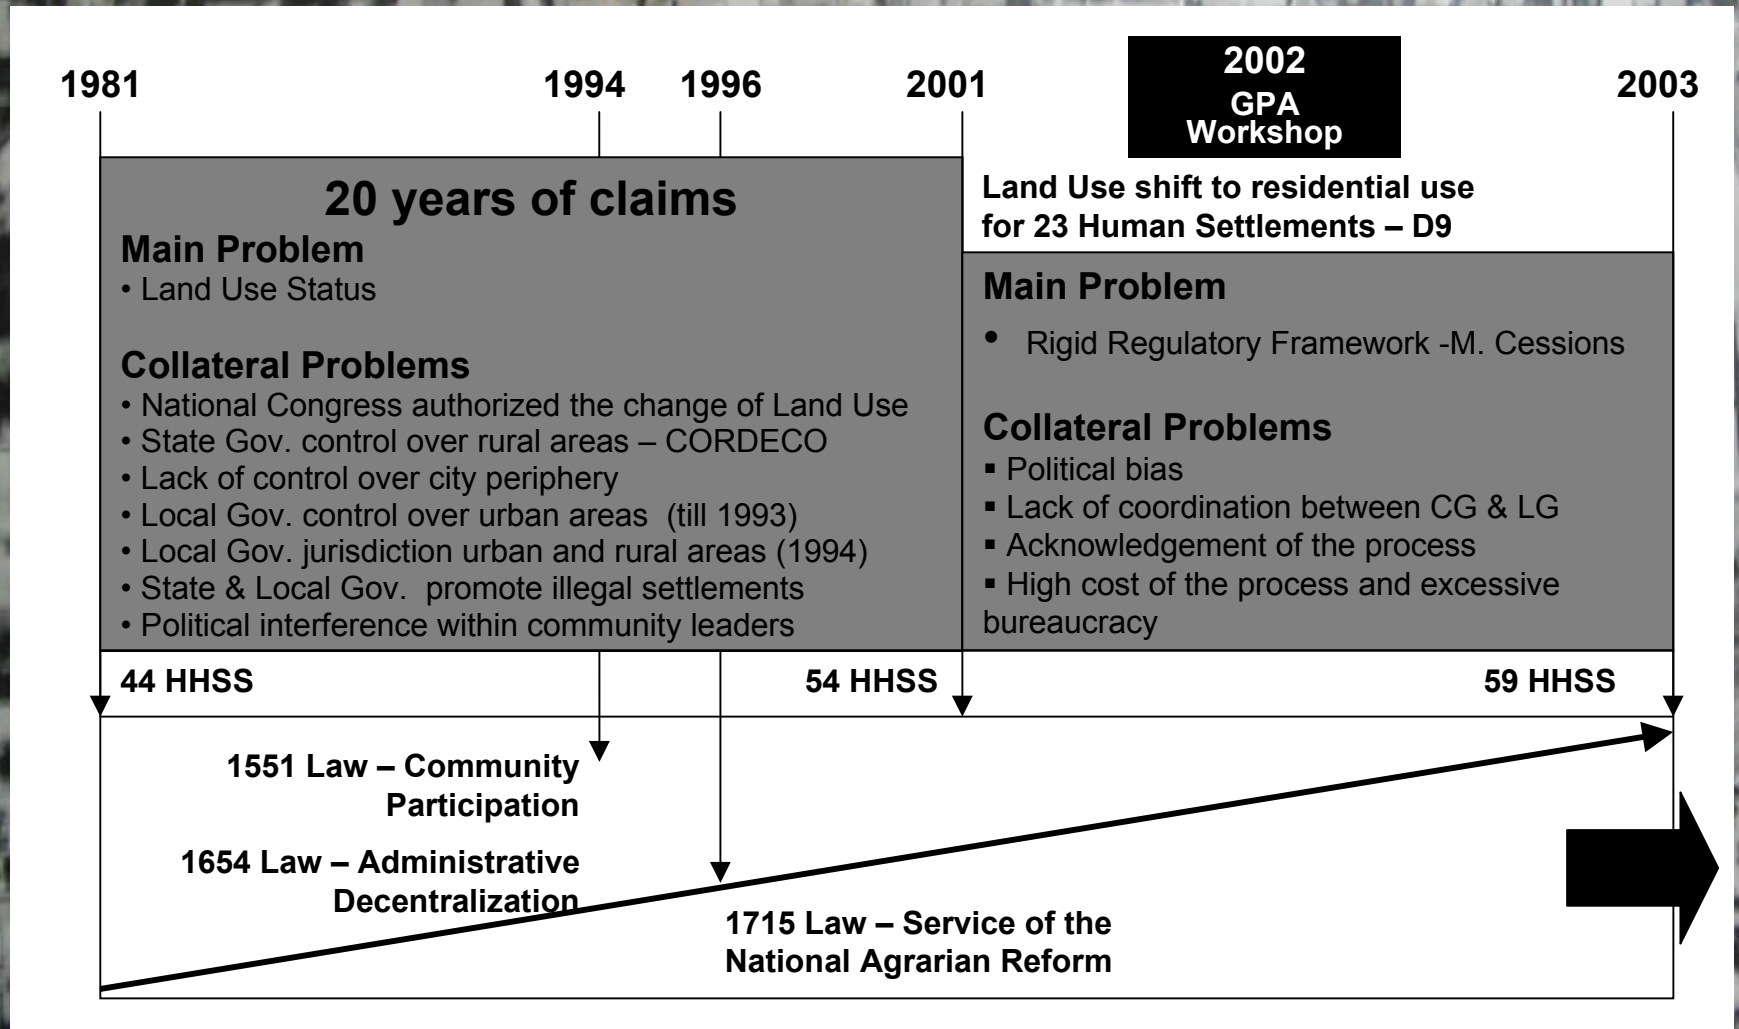 1981
1994
1996
2001
2002
GPA
Workshop
2003
20 years of claims
Main Problem
• Land Use Status
Collateral Problems
• National Congress authorized the change of Land Use
• State Gov. control over rural areas – CORDECO
• Lack of control over city periphery
• Local Gov. control over urban areas (till 1993)
• Local Gov. jurisdiction urban and rural areas (1994)
• State & Local Gov. promote illegal settlements
• Political interference within community leaders
Land Use shift to residential use
for 23 Human Settlements – D9
Main Problem
• Rigid Regulatory Framework -M. Cessions
Collateral Problems
▪ Political bias
▪ Lack of coordination between CG & LG
▪ Acknowledgement of the process
▪ High cost of the process and excessive
bureaucracy
44 HHSS
54 HHSS
59 HHSS
1551 Law – Community
Participation
1654 Law – Administrative
Decentralization
1715 Law – Service of the
National Agrarian Reform